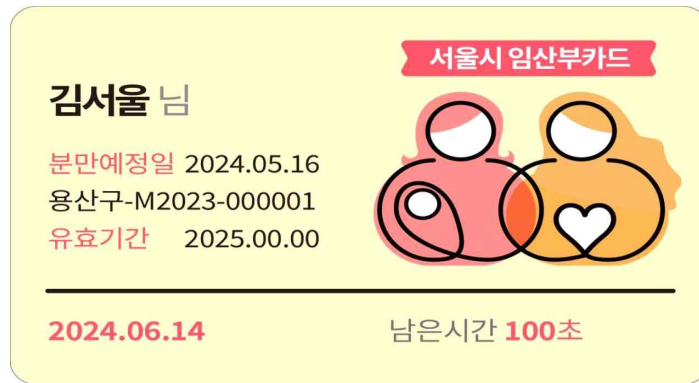 서울시 임산부카드
김서울 님
분만예정일 2024.05.16
용산구-M2023-000001
유효기간 2025.00.00
2024.06.14 남은시간 100초